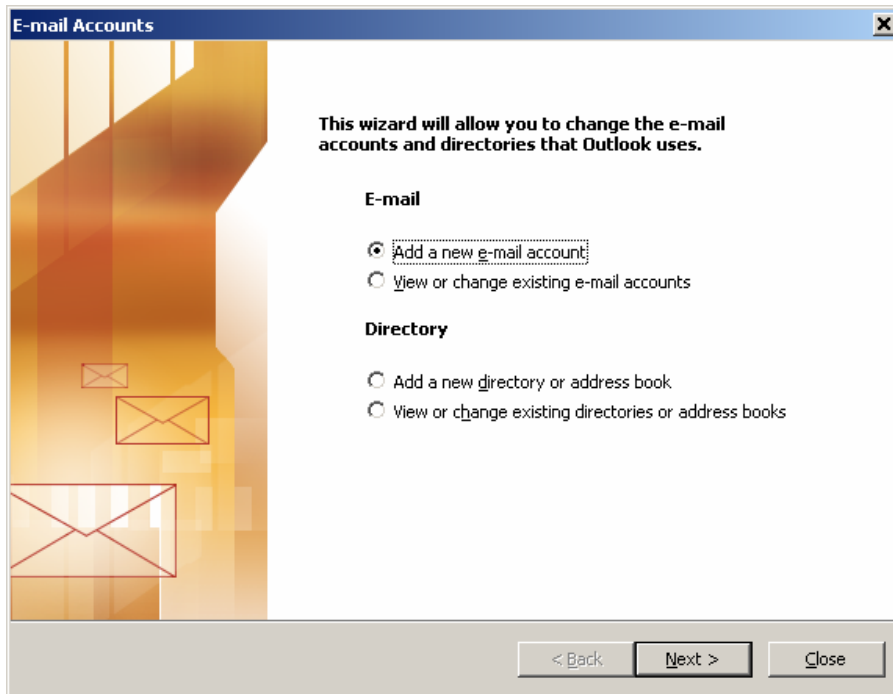 E-mail Accounts
This wizard will allow you to change the e-mail
accounts and directories that Outlook uses.
E-mail
Add a new e-mail account
View or change existing e-mail accounts
Directory
Add a new directory or address book
View or change existing directories or address books
< Back Next > Close